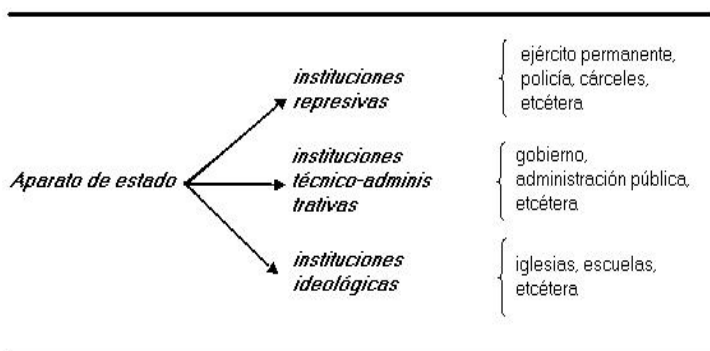 Aparato de estado
instituciones
represivas
ejército permanente,
policía, cárceles,
etcétera
instituciones
técnico-adminis
trativas
gobierno,
administración pública,
etcétera
instituciones
ideológicas
iglesias, escuelas,
etcétera